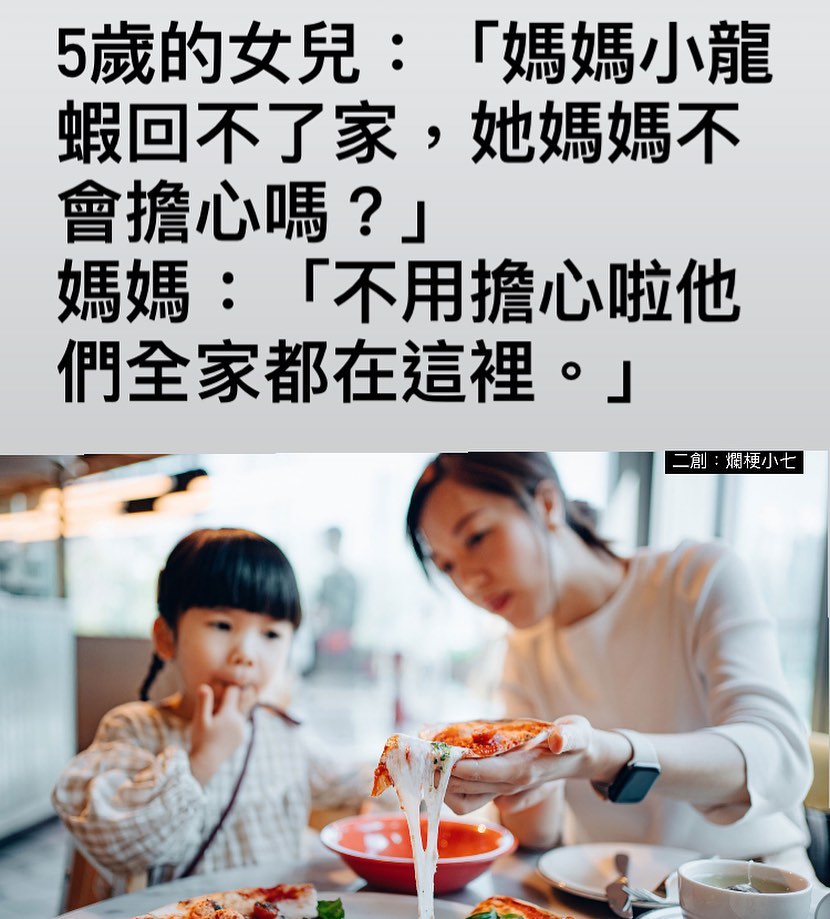 5歲的女兒：「媽媽小龍
蝦回不了家，她媽媽不
會擔心嗎？」
媽媽：「不用擔心啦他
們全家都在這裡。」
二創：爛梗小七